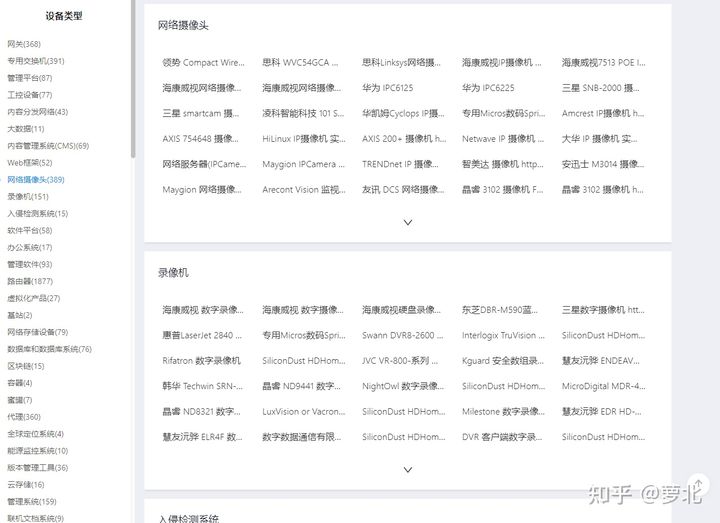 设备类型
网关(368)
专用交换机(391)
管理平台(87)
工控设备(77)
内容分发网络(43)
大数据(11)
内容管理系统(CMS)(69)
Web框架(52)
网络摄像头(389)
录像机(151)
入侵检测系统(15)
软件平台(58)
办公系统(17)
管理软件(93)
路由器(1877)
虚拟化产品(27)
基站(2)
网络存储设备(79)
数据库和数据库系统(76)
区块链(15)
容器(4)
蜜罐(7)
代理(360)
全球定位系统(4)
能源监控系统(10)
版本管理工具(36)
云存储(16)
管理系统(159)
联机文档系统(9)
网络摄像头
领势 Compact Wire... 思科 WVC54GCA ... 思科Linksys网络摄... 海康威视IP摄像机 ... 海康威视7513 POE I...
海康威视网络摄像... 海康威视网络摄像... 华为 IPC6125 华为 IPC6225 三星 SNB-2000 摄...
三星 smartcam 摄... 凌科智能科技 101 S... 华凯姆Cyclops IP摄... 专用Micros数码Spri... Amcrest IP摄像机 h...
AXIS 754648 摄像... HiLinux IP摄像机 实... AXIS 200+ 摄像机 h... Netwave IP 摄像机 ... 大华 IP 摄像机 实...
网络服务器(IPCame... Maygion IPCamera ... TRENDnet IP 摄像... 智美达 摄像机 http... 安迅士 M3014 摄像...
Maygion 网络摄像... Arecont Vision 监视... 友讯 DCS 网络摄像... 晶睿 3102 摄像机 F... 晶睿 3102 摄像机 h...
录像机
海康威视 数字录像... 海康威视 数字摄像... 海康威视硬盘录像... 东芝DBR-M590蓝... 三星数字摄像机 htt...
惠普LaserJet 2840 ... 专用Micros数码Spri... Swann DVR8-2600 ... Interlogix TruVision ... SiliconDust HDHom...
Rifatron 数字录像机 SiliconDust HDHom... JVC VR-800-系列 ... Kguard 安全数组录... 慧友沅骅 ENDEAV...
韩华 Techwin SRN-... 晶睿 ND9441 数字... NightOwl 数字录像... SiliconDust HDHom... MicroDigital MDR-4...
晶睿 ND8321 数字... LuxVision or Vacron... SiliconDust HDHom... Milestone 数字录像... 慧友沅骅 EDR HD-...
慧友沅骅 ELR4F 数... 数字数据通信有限... SiliconDust HDHom... DVR 客户端数字录... SiliconDust HDHom...
入侵检测系统
知乎 @萝北